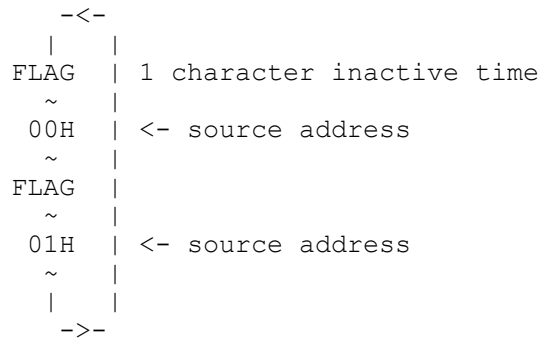 -<-
|    |
FLAG  | 1 character inactive time
~    |
00H  | <- source address
~    |
FLAG  |
~    |
01H  | <- source address
~    |
|    |
->-